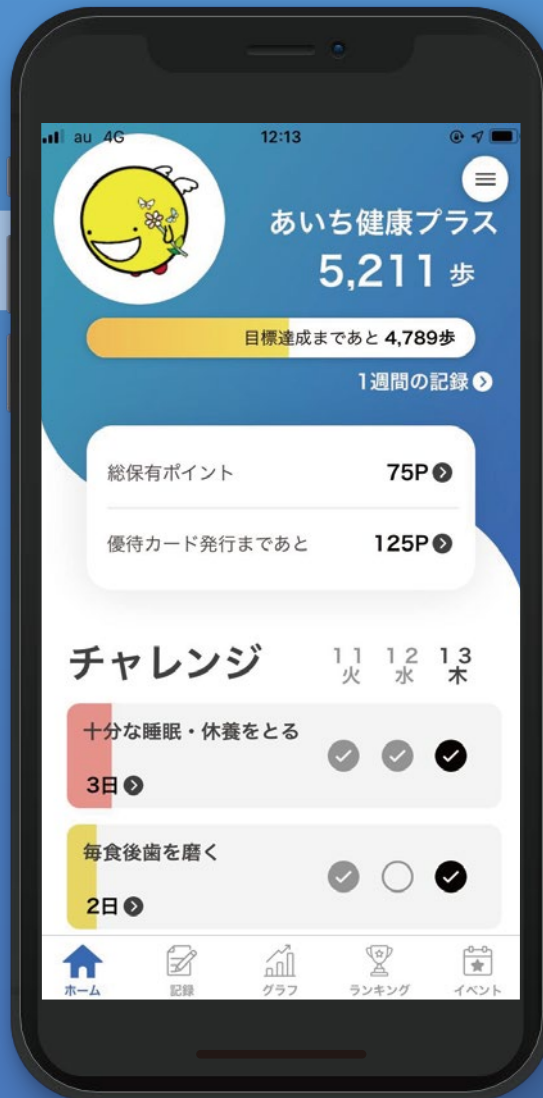 au 4G 12:13
あいち健康プラス
5,211 歩
目標達成まであと 4,789歩
1週間の記録
総保有ポイント 75P
優待カード発行まであと 125P
チャレンジ 11 12 13
火 水 木
十分な睡眠・休養をとる
3日
毎食後歯を磨く
2日
ホーム 記録 グラフ ランキング イベント